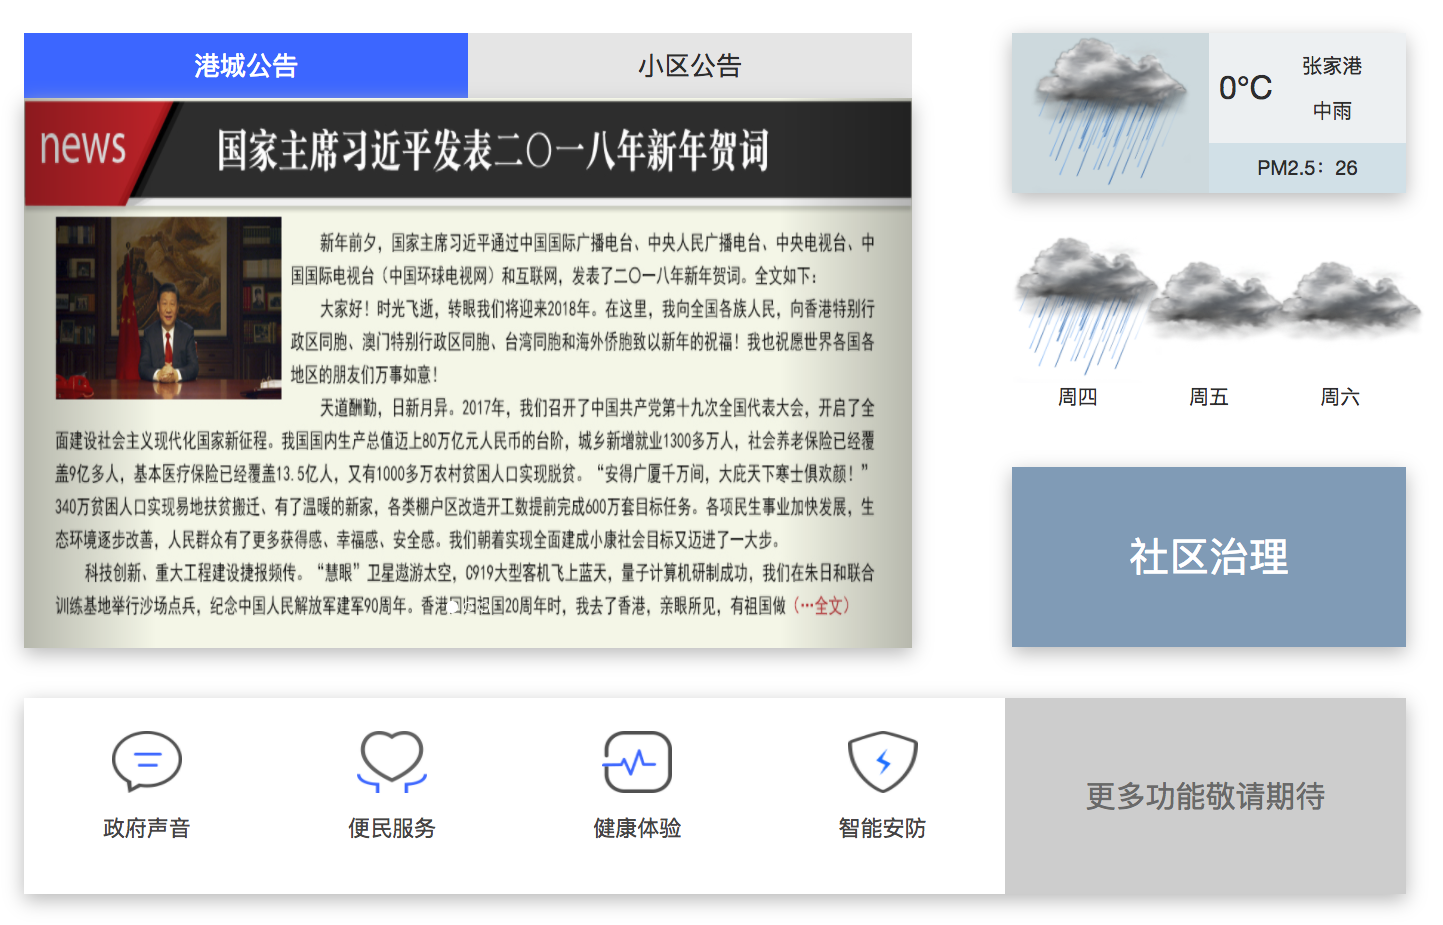 港城公告
小区公告
news
国家主席习近平发表二〇一八年新年贺词
新年前夕，国家主席习近平通过中国国际广播电台、中央人民广播电台、中央电视台、中
国国际电视台（中国环球电视网）和互联网，发表了二〇一八年新年贺词。全文如下：
大家好！时光飞逝，转眼我们将迎来2018年。在这里，我向全国各族人民，向香港特别行
政区同胞、澳门特别行政区同胞、台湾同胞和海外侨胞致以新年的祝福！我也祝愿世界各国各
地区的朋友们万事如意！
天道酬勤，日新月异。2017年，我们召开了中国共产党第十九次全国代表大会，开启了全
面建设社会主义现代化国家新征程。我国国内生产总值迈上80万亿元人民币的台阶，城乡新增就业1300多万人，社会养老保险已经覆
盖9亿多人，基本医疗保险已经覆盖13.5亿人，又有1000多万农村贫困人口实现脱贫。“安得广厦千万间，大庇天下寒士俱欢颜！”
340万贫困人口实现易地扶贫搬迁、有了温暖的新家，各类棚户区改造开工数提前完成600万套目标任务。各项民生事业加快发展，生
态环境逐步改善，人民群众有了更多获得感、幸福感、安全感。我们朝着实现全面建成小康社会目标又迈进了一大步。
科技创新、重大工程建设捷报频传。“慧眼”卫星遨游太空，C919大型客机飞上蓝天，量子计算机研制成功，我们在朱日和联合
训练基地举行沙场点兵，纪念中国人民解放军建军90周年。香港回归祖国20周年时，我去了香港，亲眼所见，有祖国做（…全文）
0°C
张家港
中雨
PM2.5：26
周四
周五
周六
社区治理
政府声音
便民服务
健康体验
智能安防
更多功能敬请期待